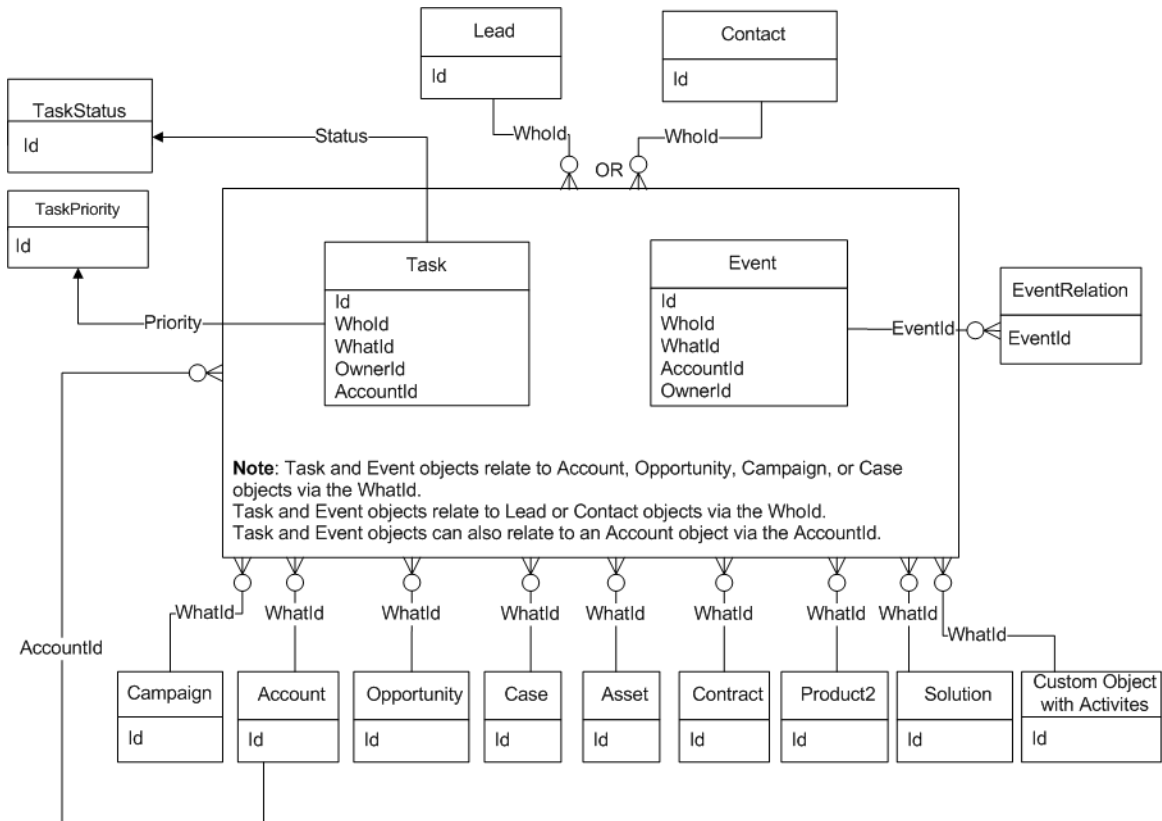 Lead
Id
Contact
Id
TaskStatus
Id
Status
WhoId
WhoId
OR
TaskPriority
Id
Priority
Task
Id
WhoId
WhatId
OwnerId
AccountId
Event
Id
WhoId
WhatId
AccountId
OwnerId
EventId
EventRelation
EventId
Note: Task and Event objects relate to Account, Opportunity, Campaign, or Case
objects via the WhatId.
Task and Event objects relate to Lead or Contact objects via the WhoId.
Task and Event objects can also relate to an Account object via the AccountId.
WhatId
WhatId
WhatId
WhatId
WhatId
WhatId
WhatId
WhatId
WhatId
AccountId
Campaign
Id
Account
Id
Opportunity
Id
Case
Id
Asset
Id
Contract
Id
Product2
Id
Solution
Id
Custom Object
with Activites
Id